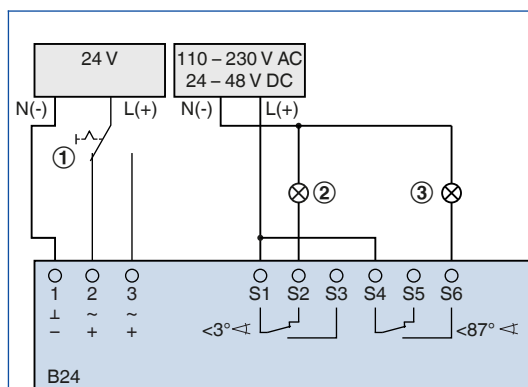 24 V
110 – 230 V AC
24 – 48 V DC
N(-) L(+) N(-) L(+)
① ② ③
1 2 3 S1 S2 S3 S4 S5 S6
⊥ ~ ~
– + +
<3° <87°
B24